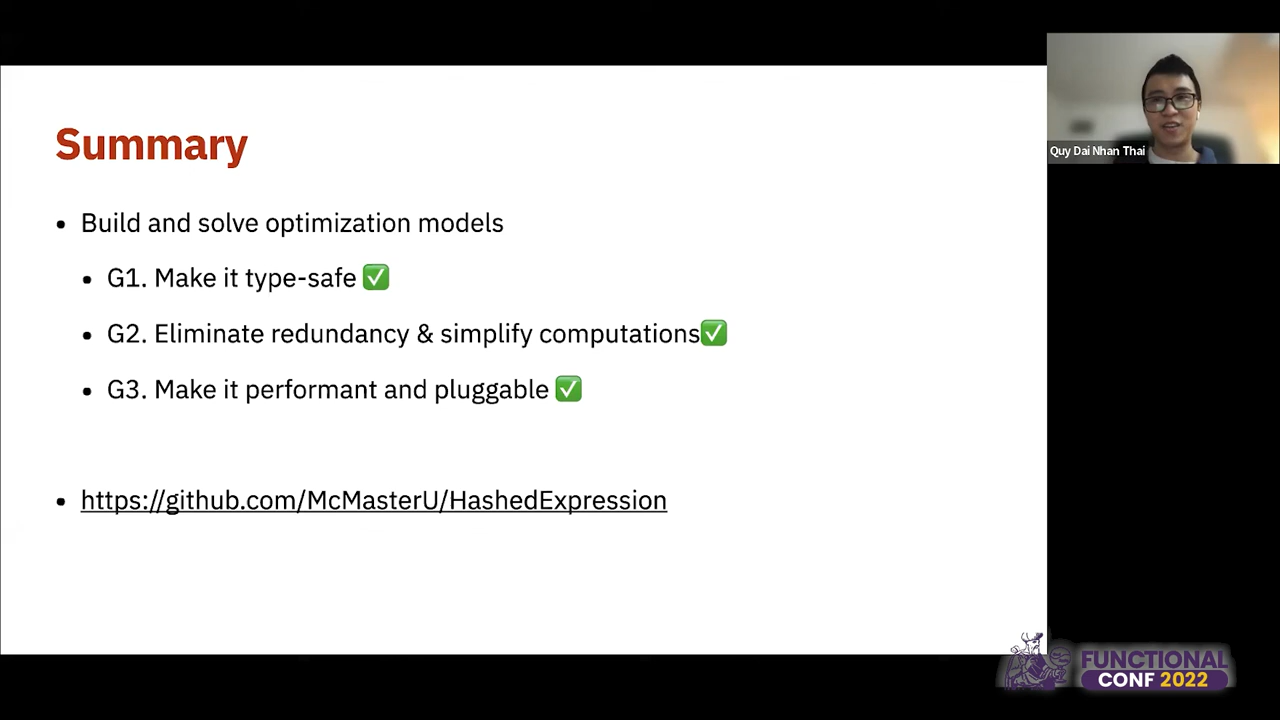 Summary
• Build and solve optimization models
• G1. Make it type-safe ✅
• G2. Eliminate redundancy & simplify computations✅
• G3. Make it performant and pluggable ✅
• https://github.com/McMasterU/HashedExpression
Quy Dai Nhan Thai
FUNCTIONAL
CONF 2022